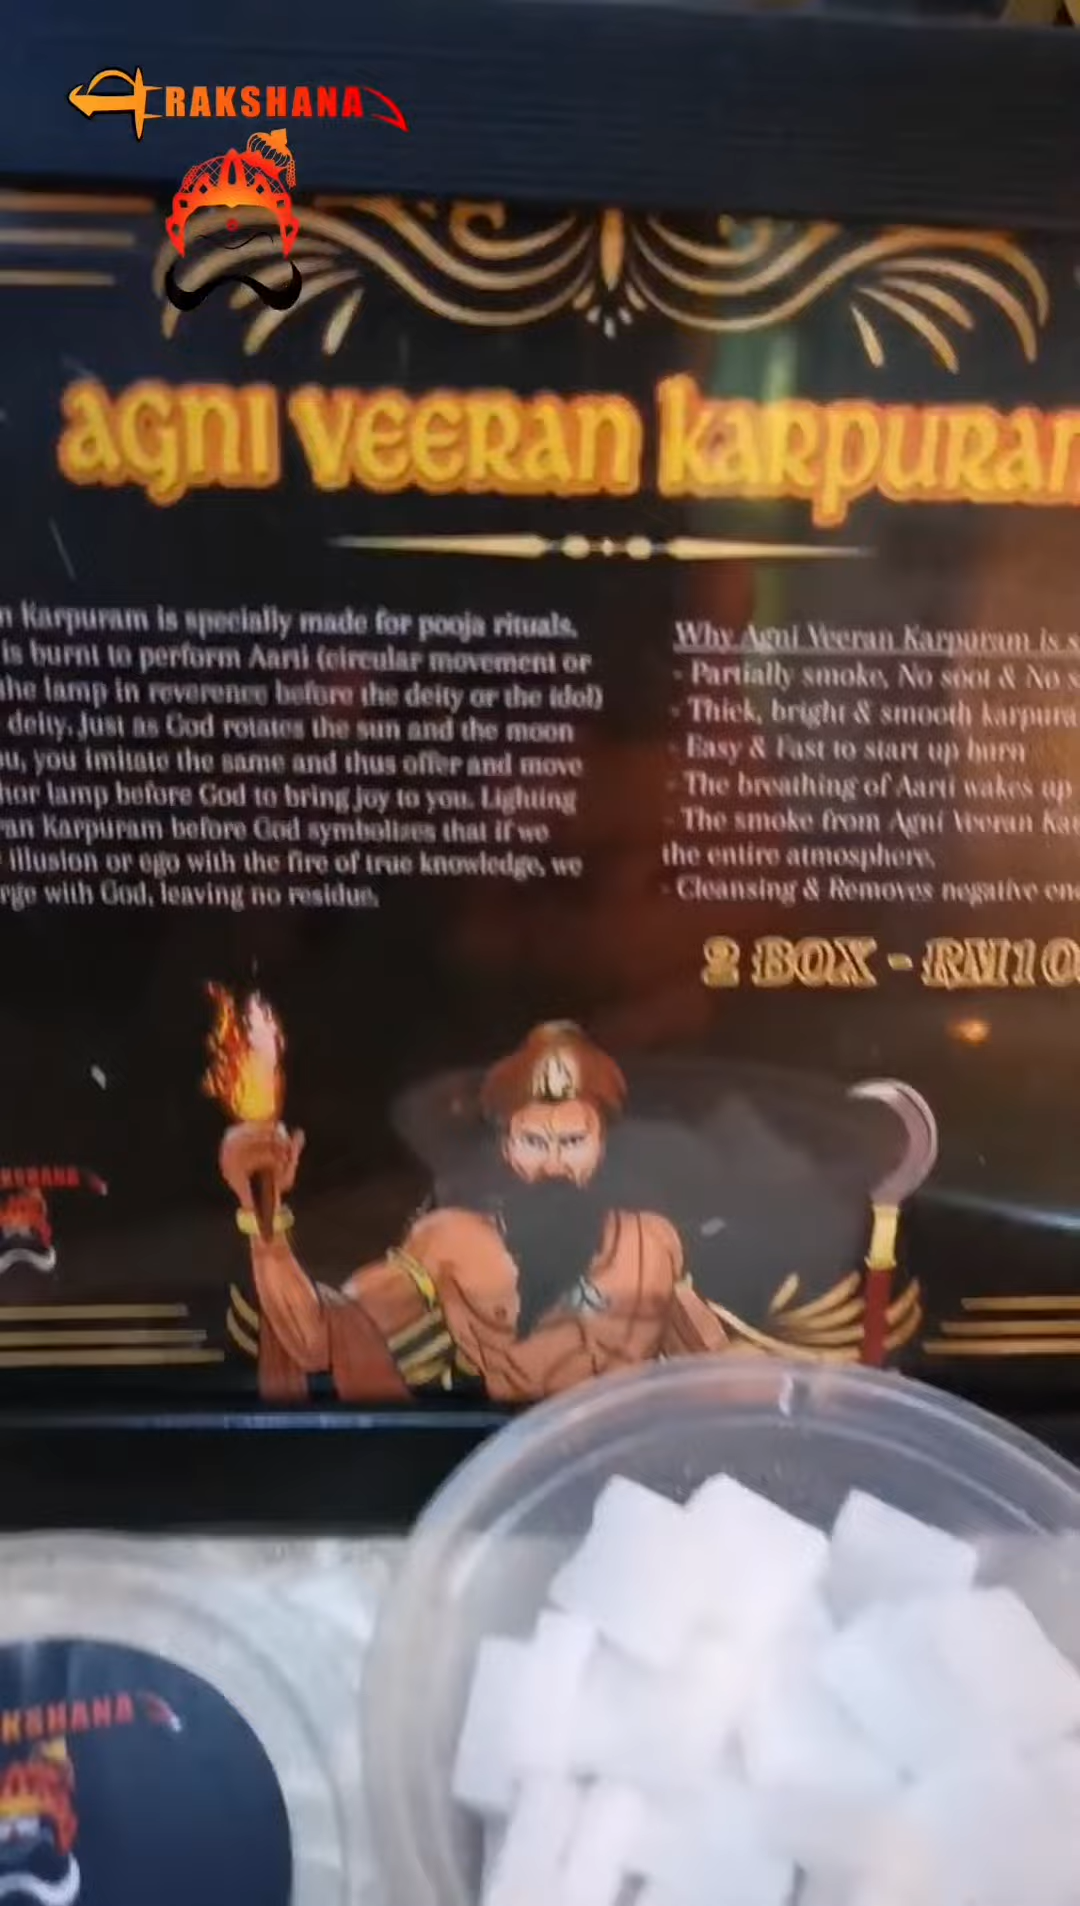 RAKSHANA
agni veeran karpuram
n Karpuram is specially made for pooja rituals.
is burnt to perform Aarti (circular movement or
the lamp in reverence before the deity or the idol)
deity. Just as God rotates the sun and the moon
u, you imitate the same and thus offer and move
hor lamp before God to bring joy to you. Lighting
an Karpuram before God symbolizes that if we
illusion or ego with the fire of true knowledge, we
rge with God, leaving no residue.
Why Agni Veeran Karpuram is s
- Partially smoke, No soot & No s
- Thick, bright & smooth karpura
- Easy & Fast to start up burn
- The breathing of Aarti wakes up
- The smoke from Agni Veeran Kar
the entire atmosphere.
- Cleansing & Removes negative ene
2 BOX - RM10
KSHANA